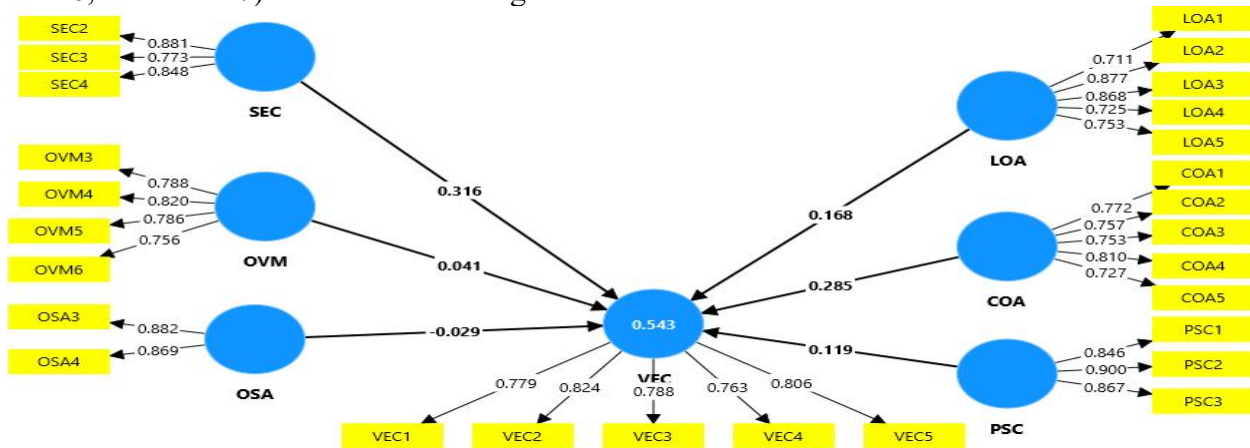 SEC2
0.881
SEC3
0.773
SEC4
0.848
SEC
0.316
OVM3
0.788
OVM4
0.820
OVM5
0.786
OVM6
0.756
OVM
0.041
OSA3
0.882
OSA4
0.869
OSA
-0.029
0.543
VEC
0.779
0.824
0.788
0.763
0.806
VEC1
VEC2
VEC3
VEC4
VEC5
LOA1
0.711
LOA2
0.877
LOA3
0.868
LOA4
0.725
LOA5
0.753
LOA
0.168
COA1
0.772
COA2
0.757
COA3
0.753
COA4
0.810
COA5
0.727
COA
0.285
PSC1
0.846
PSC2
0.900
PSC3
0.867
PSC
0.119